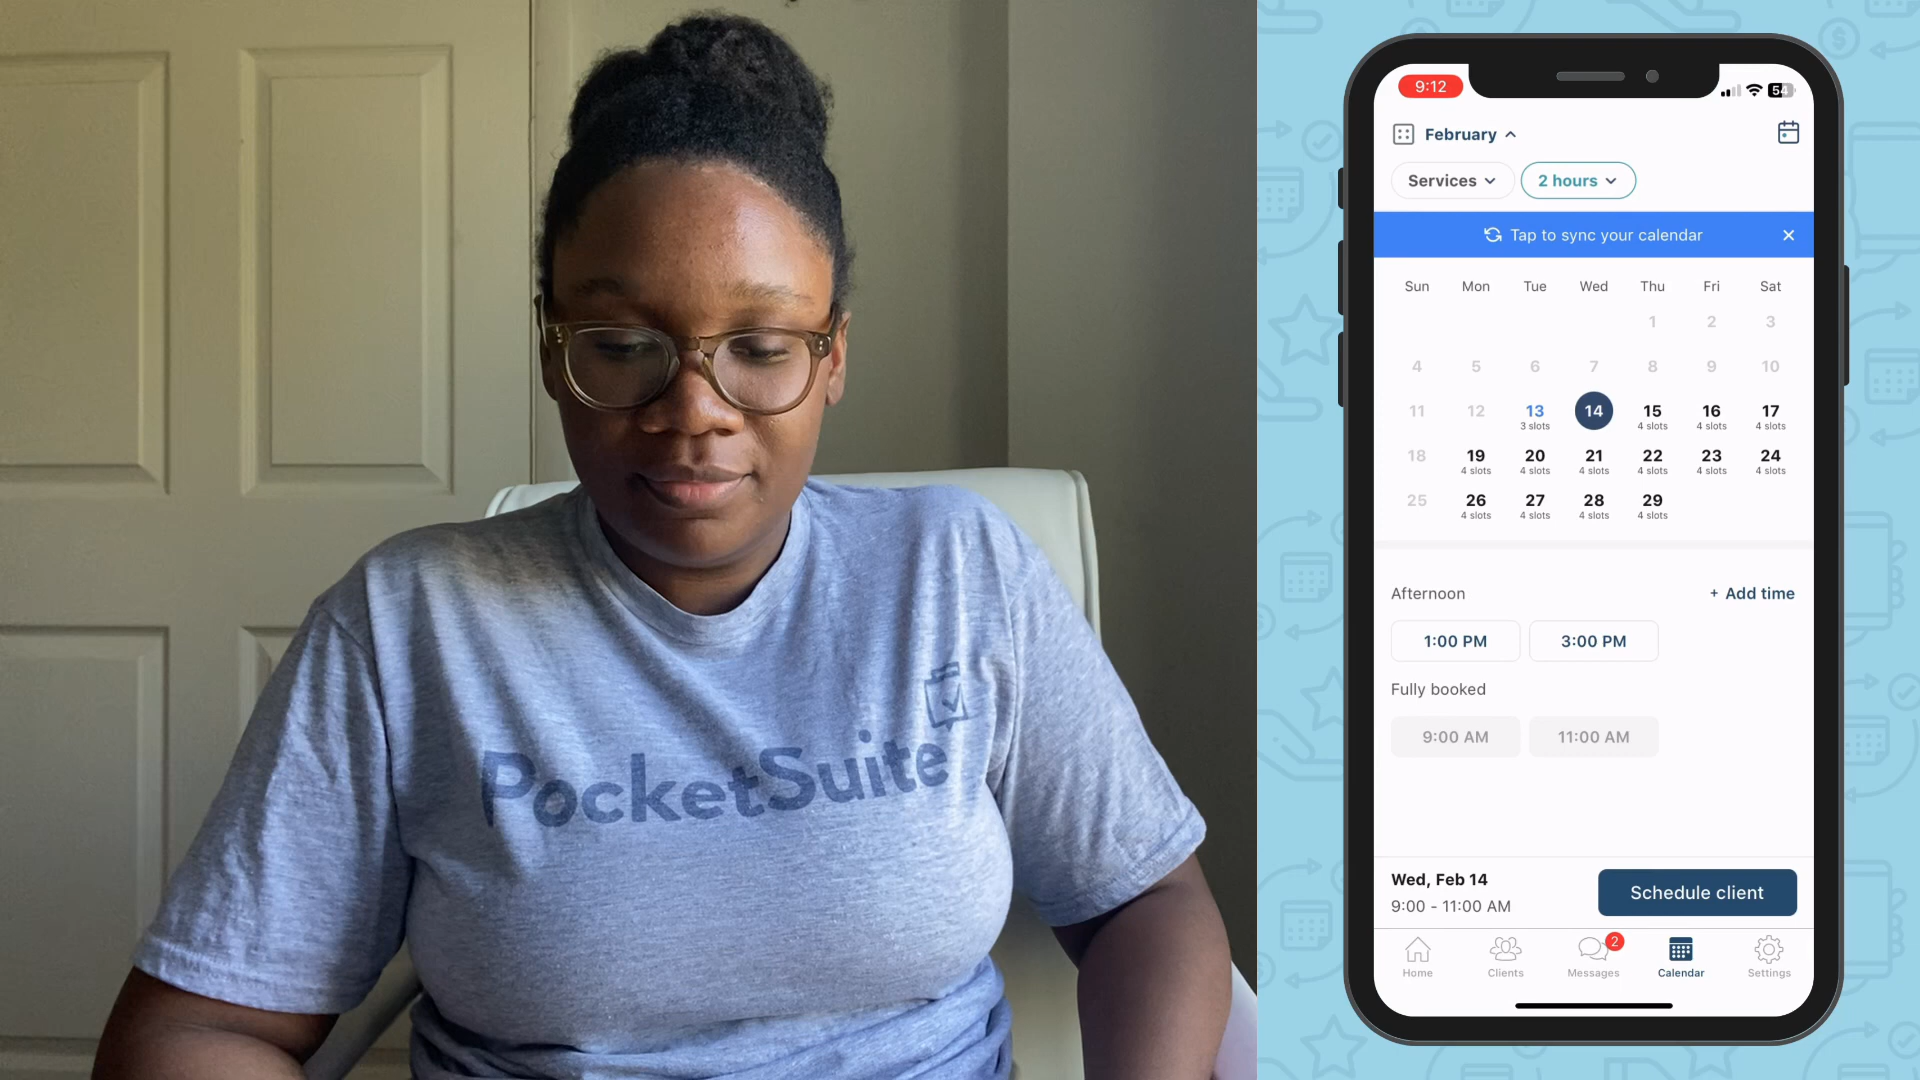 PocketSuite
9:12
54
February
Services
2 hours
Tap to sync your calendar
Sun Mon Tue Wed Thu Fri Sat
1 2 3
4 5 6 7 8 9 10
11 12 13 14 15 16 17
3 slots 4 slots 4 slots 4 slots
18 19 20 21 22 23 24
4 slots 4 slots 4 slots 4 slots 4 slots 4 slots
25 26 27 28 29
4 slots 4 slots 4 slots 4 slots
Afternoon + Add time
1:00 PM 3:00 PM
Fully booked
9:00 AM 11:00 AM
Wed, Feb 14
9:00 - 11:00 AM
Schedule client
2
Home Clients Messages Calendar Settings